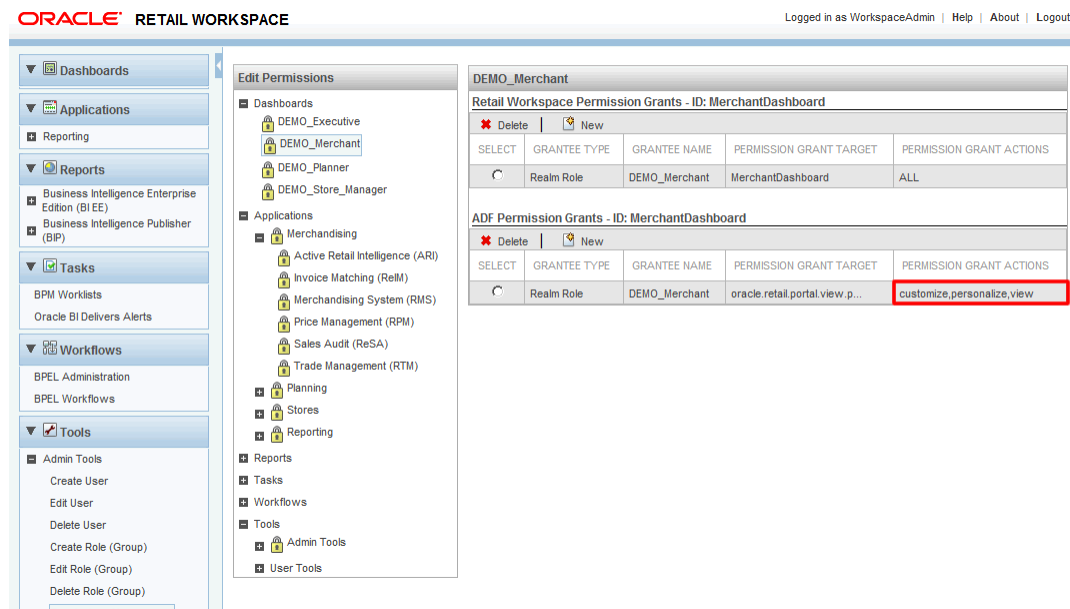 ORACLE RETAIL WORKSPACE
Logged in as WorkspaceAdmin | Help | About | Logout
Dashboards
Applications
Reporting
Reports
Business Intelligence Enterprise
Edition (BI EE)
Business Intelligence Publisher
(BIP)
Tasks
BPM Worklists
Oracle BI Delivers Alerts
Workflows
BPEL Administration
BPEL Workflows
Tools
Admin Tools
Create User
Edit User
Delete User
Create Role (Group)
Edit Role (Group)
Delete Role (Group)
Edit Permissions
Dashboards
DEMO_Executive
DEMO_Merchant
DEMO_Planner
DEMO_Store_Manager
Applications
Merchandising
Active Retail Intelligence (ARI)
Invoice Matching (ReIM)
Merchandising System (RMS)
Price Management (RPM)
Sales Audit (ReSA)
Trade Management (RTM)
Planning
Stores
Reporting
Reports
Tasks
Workflows
Tools
Admin Tools
User Tools
DEMO_Merchant
Retail Workspace Permission Grants - ID: MerchantDashboard
Delete | New
SELECT GRANTEE TYPE GRANTEE NAME PERMISSION GRANT TARGET PERMISSION GRANT ACTIONS
Realm Role DEMO_Merchant MerchantDashboard ALL
ADF Permission Grants - ID: MerchantDashboard
Delete | New
SELECT GRANTEE TYPE GRANTEE NAME PERMISSION GRANT TARGET PERMISSION GRANT ACTIONS
Realm Role DEMO_Merchant oracle.retail.portal.view.p... customize,personalize,view